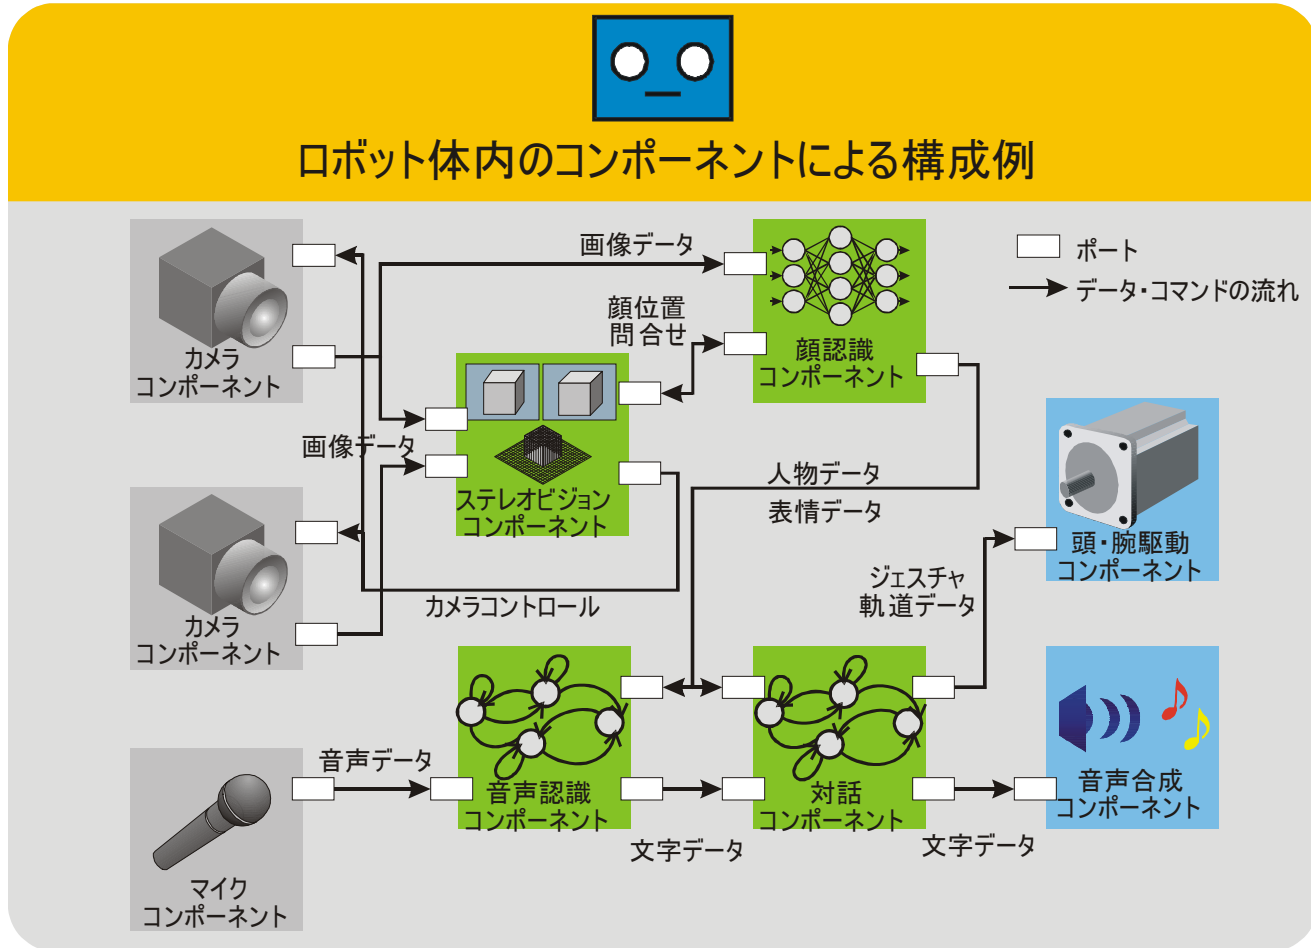 ロボット体内のコンポーネントによる構成例
カメラ
コンポーネント
画像データ
顔位置
問合せ
顔認識
コンポーネント
ポート
データ・コマンドの流れ
画像データ
ステレオビジョン
コンポーネント
人物データ
表情データ
頭・腕駆動
コンポーネント
カメラ
コンポーネント
カメラコントロール
ジェスチャ
軌道データ
音声データ
音声認識
コンポーネント
対話
コンポーネント
音声合成
コンポーネント
文字データ
文字データ
マイク
コンポーネント